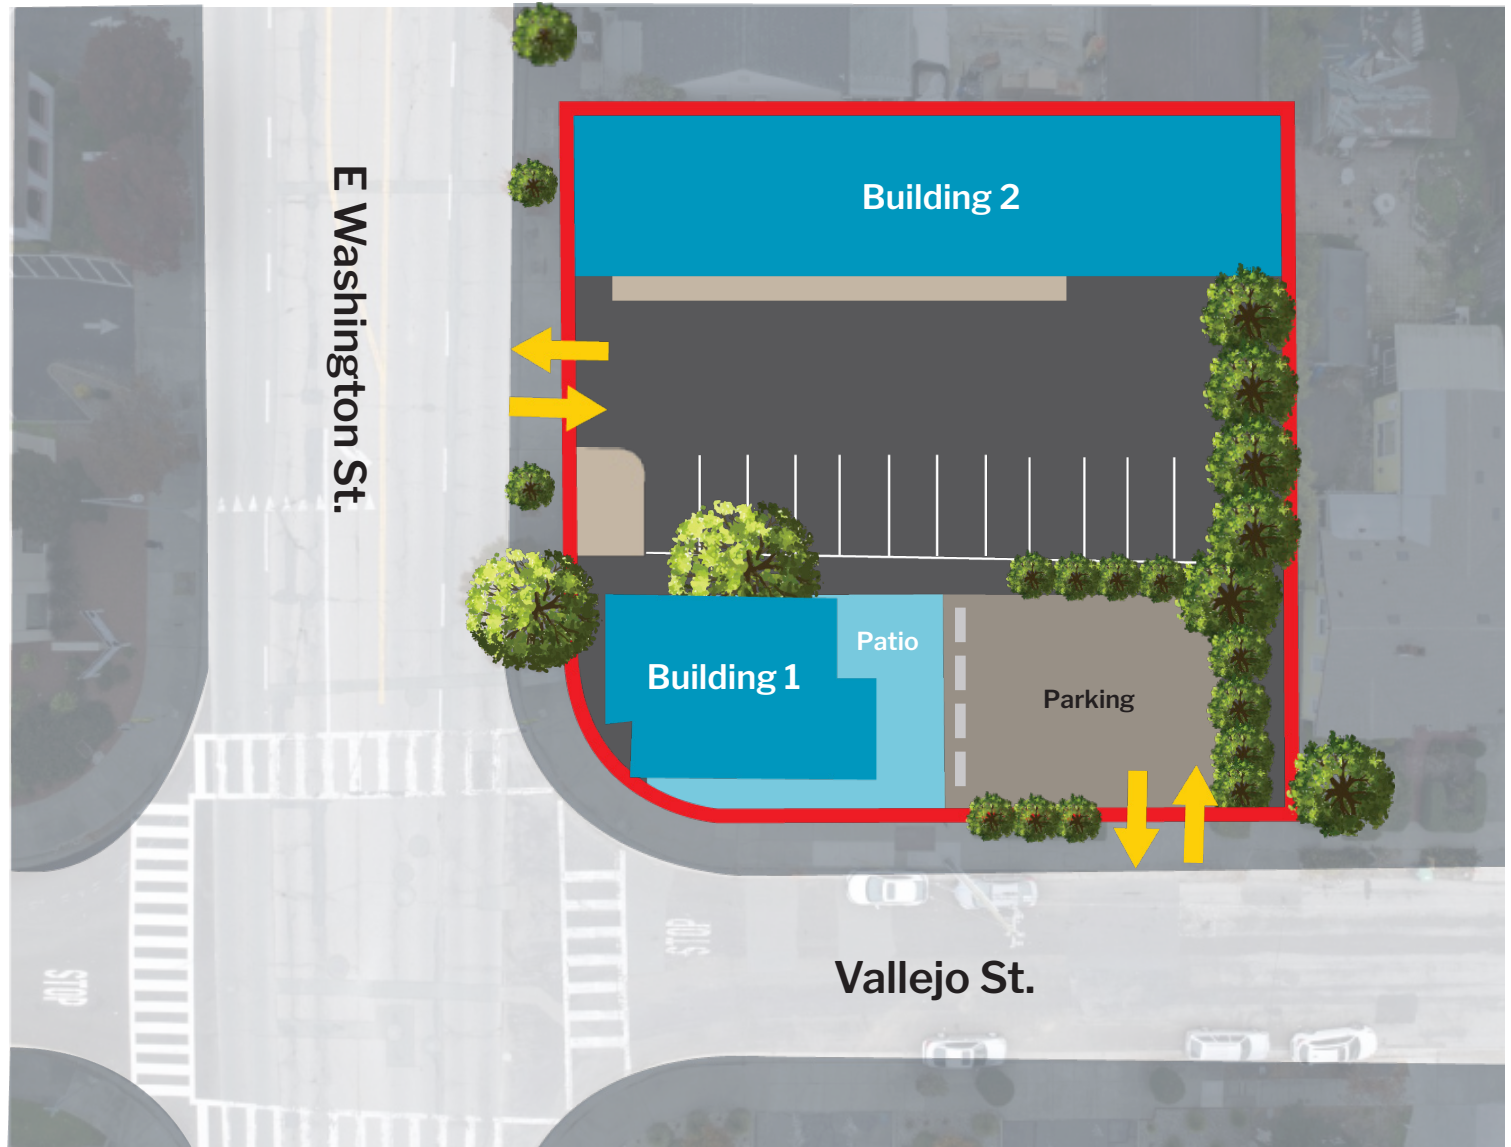 E Washington St.
Building 2
Building 1
Patio
Parking
STOP
Vallejo St.
STOP